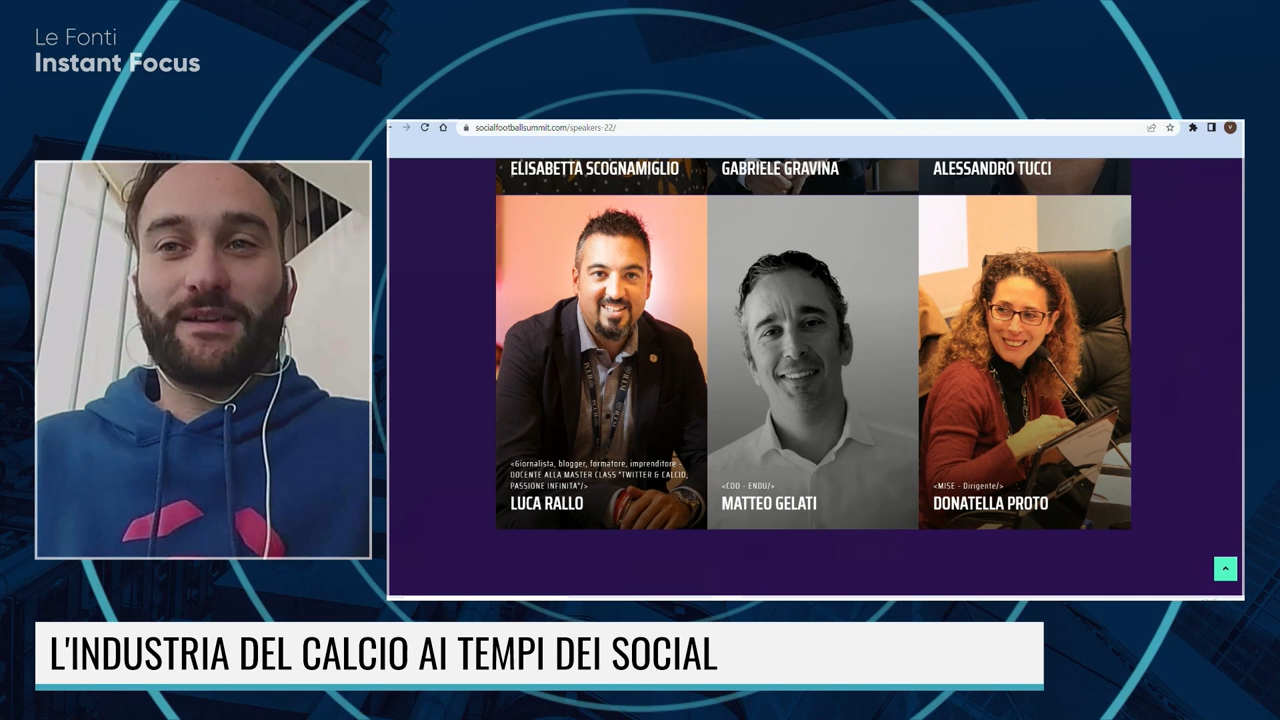 Le Fonti
Instant Focus
socialfootballsummit.com/speakers-22/
V
ELISABETTA SCOGNAMIGLIO
GABRIELE GRAVINA
ALESSANDRO TUCCI
<Giornalista, blogger, formatore, imprenditore -
DOCENTE ALLA MASTER CLASS "TWITTER & CALCIO,
PASSIONE INFINITA"/>
LUCA RALLO
<COO - ENDU/>
MATTEO GELATI
<MISE - Dirigente/>
DONATELLA PROTO
L'INDUSTRIA DEL CALCIO AI TEMPI DEI SOCIAL